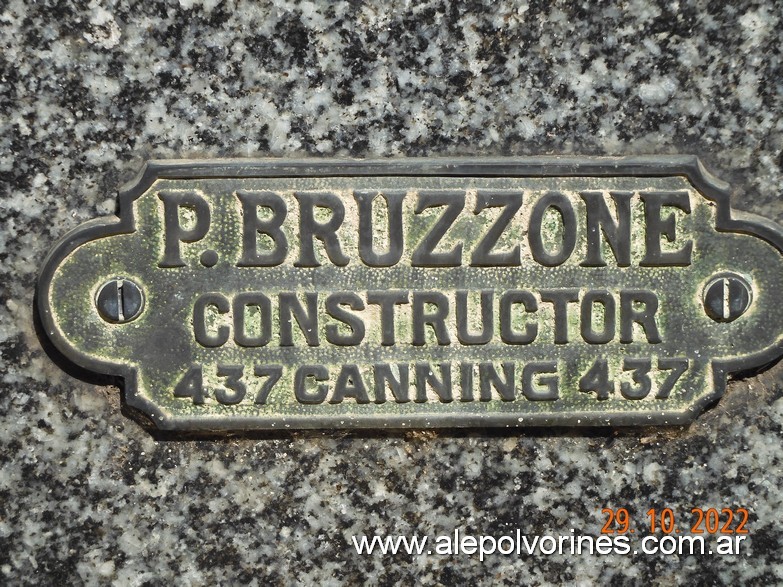 P. BRUZZONE
CONSTRUCTOR
437 CANNING 437
29.10.2022
www.alepolvorines.com.ar